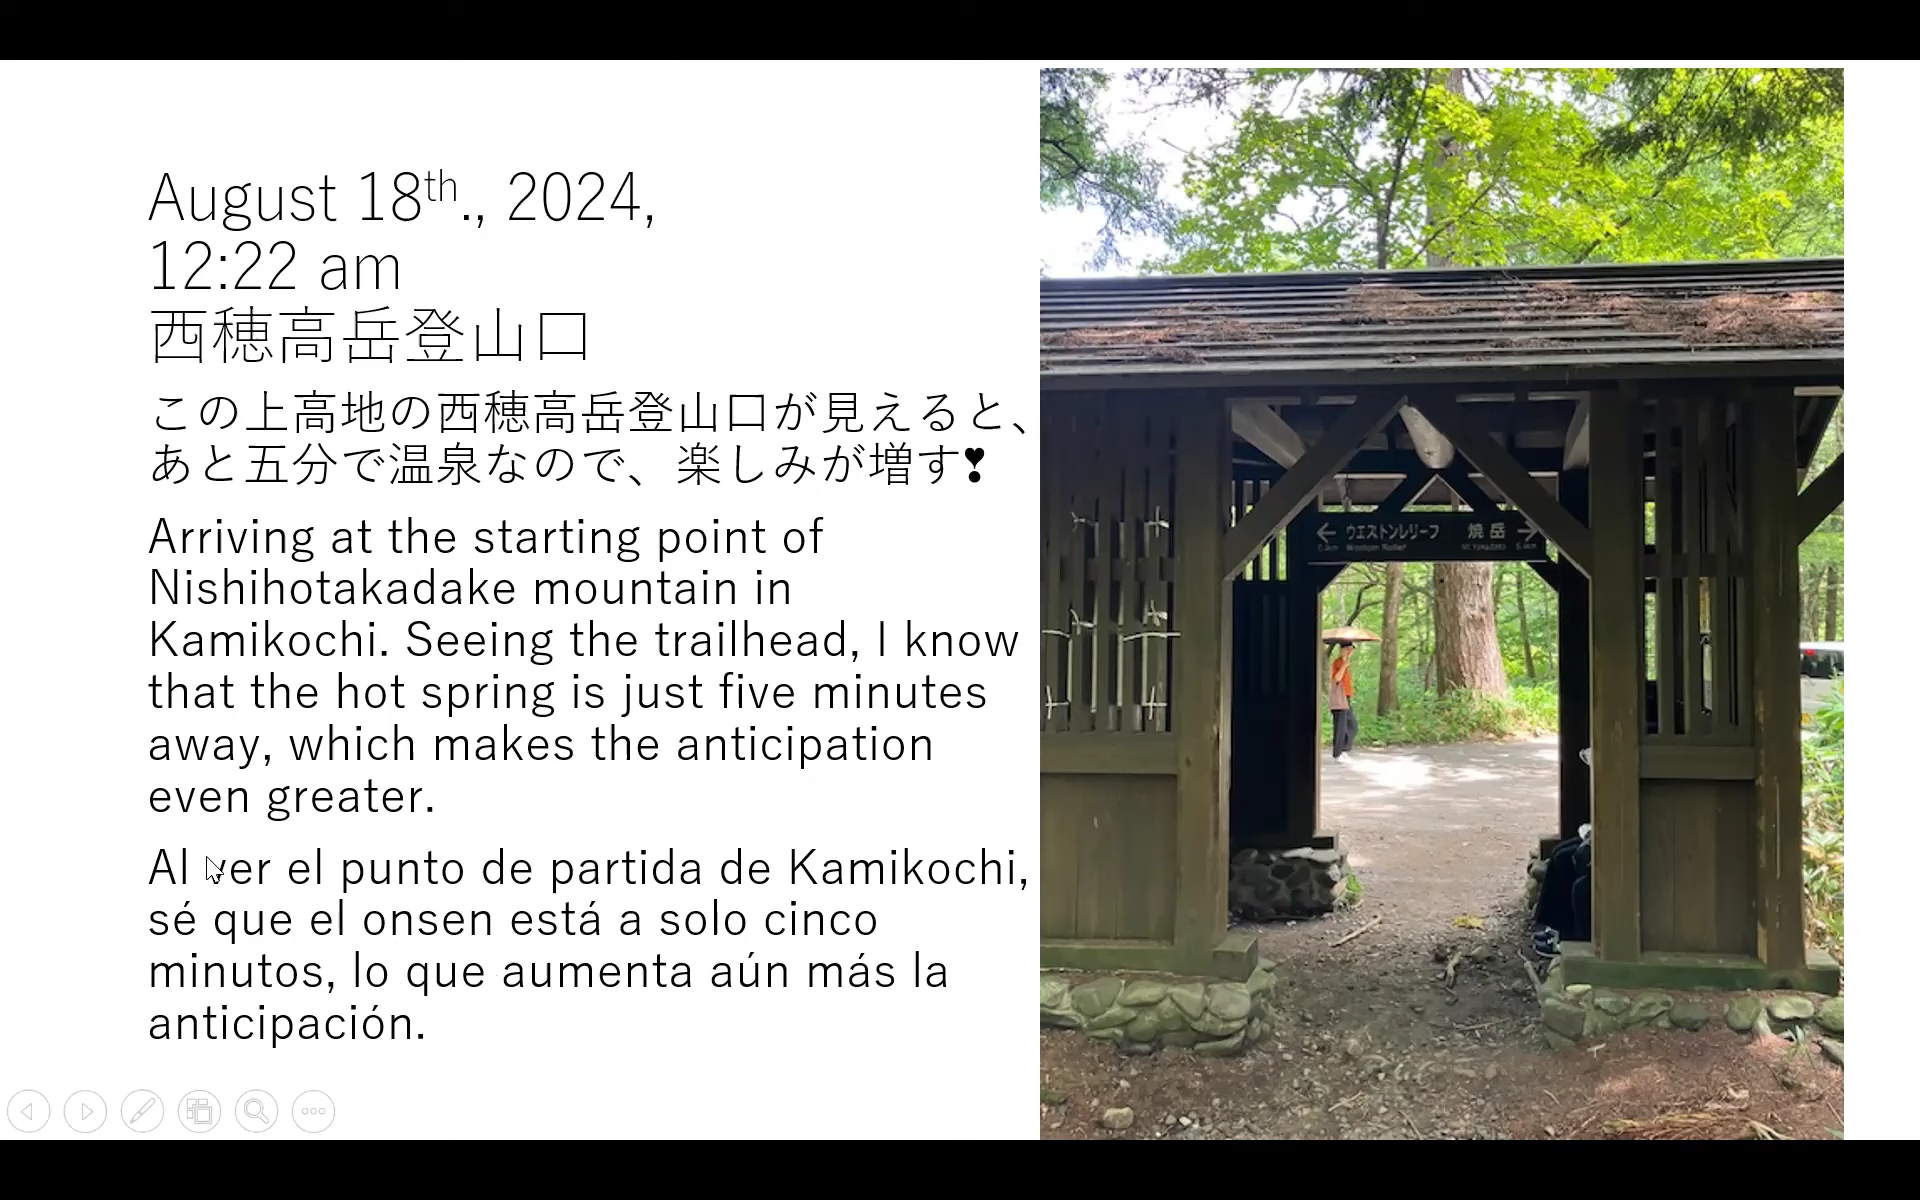 August 18th., 2024,
12:22 am
西穂高岳登山口
この上高地の西穂高岳登山口が見えると、
あと五分で温泉なので、楽しみが増す❣
Arriving at the starting point of
Nishihotakadake mountain in
Kamikochi. Seeing the trailhead, I know
that the hot spring is just five minutes
away, which makes the anticipation
even greater.
Al ver el punto de partida de Kamikochi,
sé que el onsen está a solo cinco
minutos, lo que aumenta aún más la
anticipación.
← ウエストンレリーフ 焼岳 →